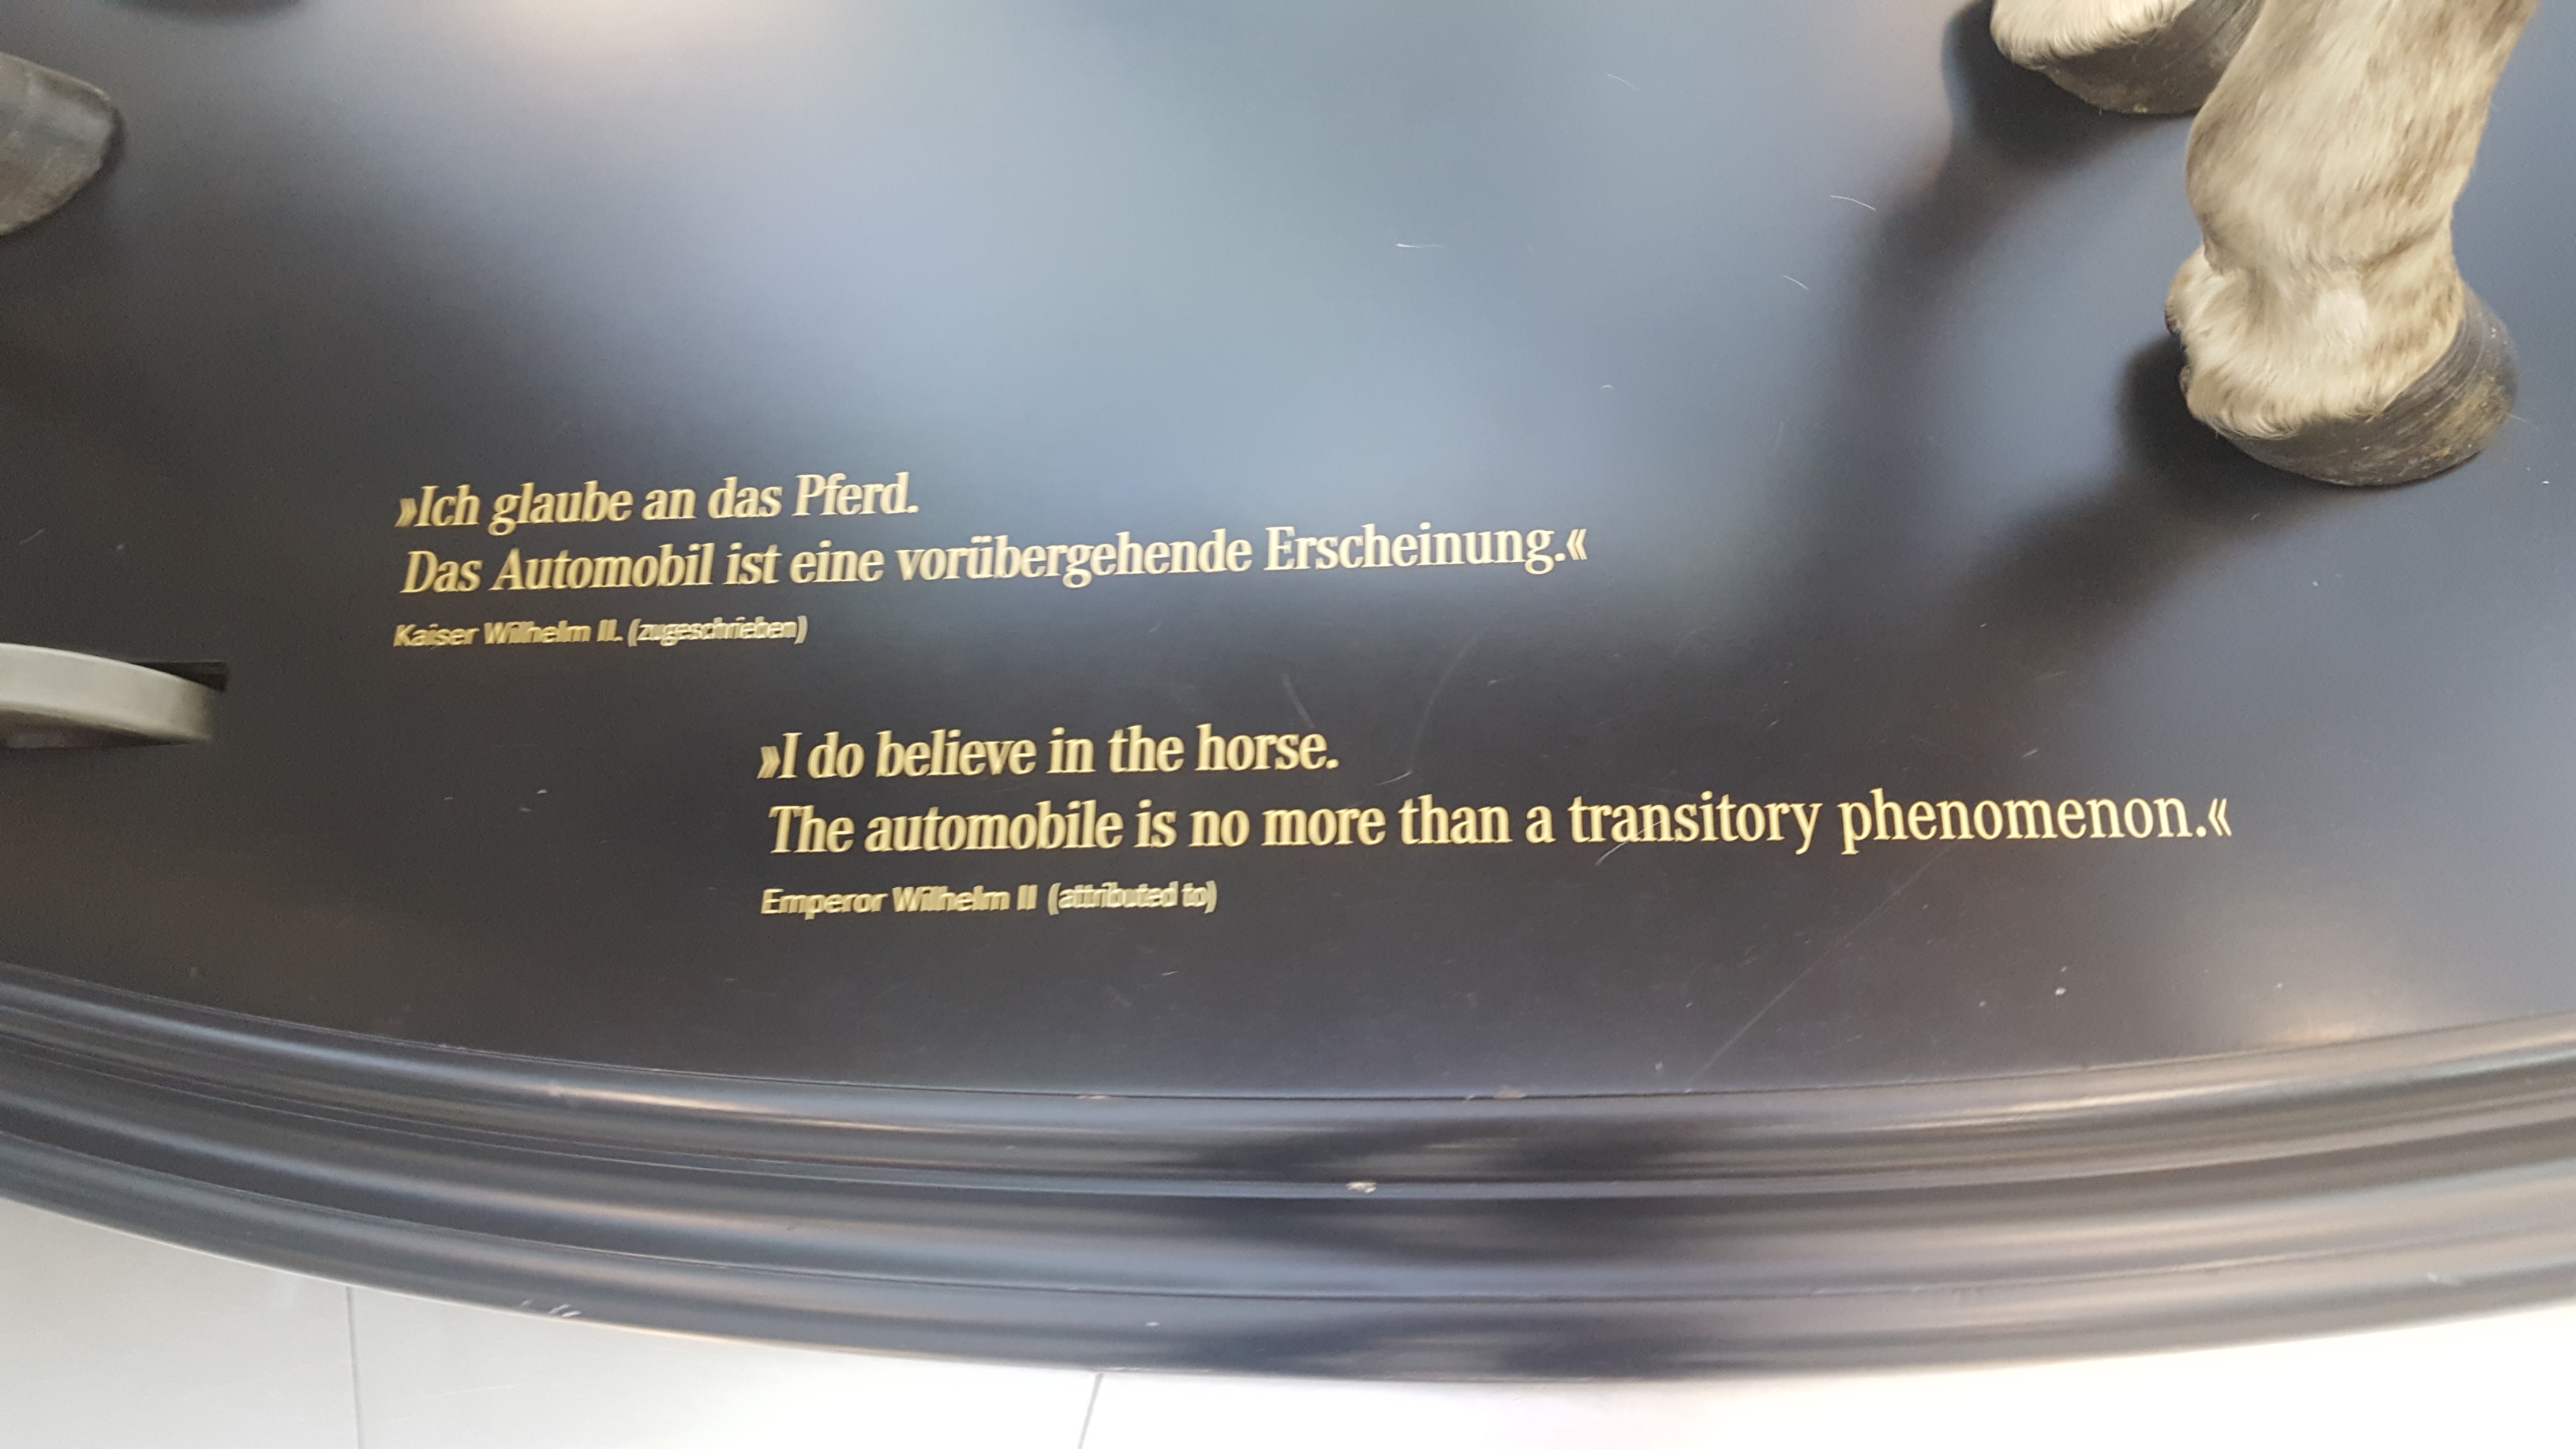 »Ich glaube an das Pferd.
Das Automobil ist eine vorübergehende Erscheinung.«
Kaiser Wilhelm II. (zugeschrieben)
»I do believe in the horse.
The automobile is no more than a transitory phenomenon.«
Emperor Wilhelm II (attributed to)